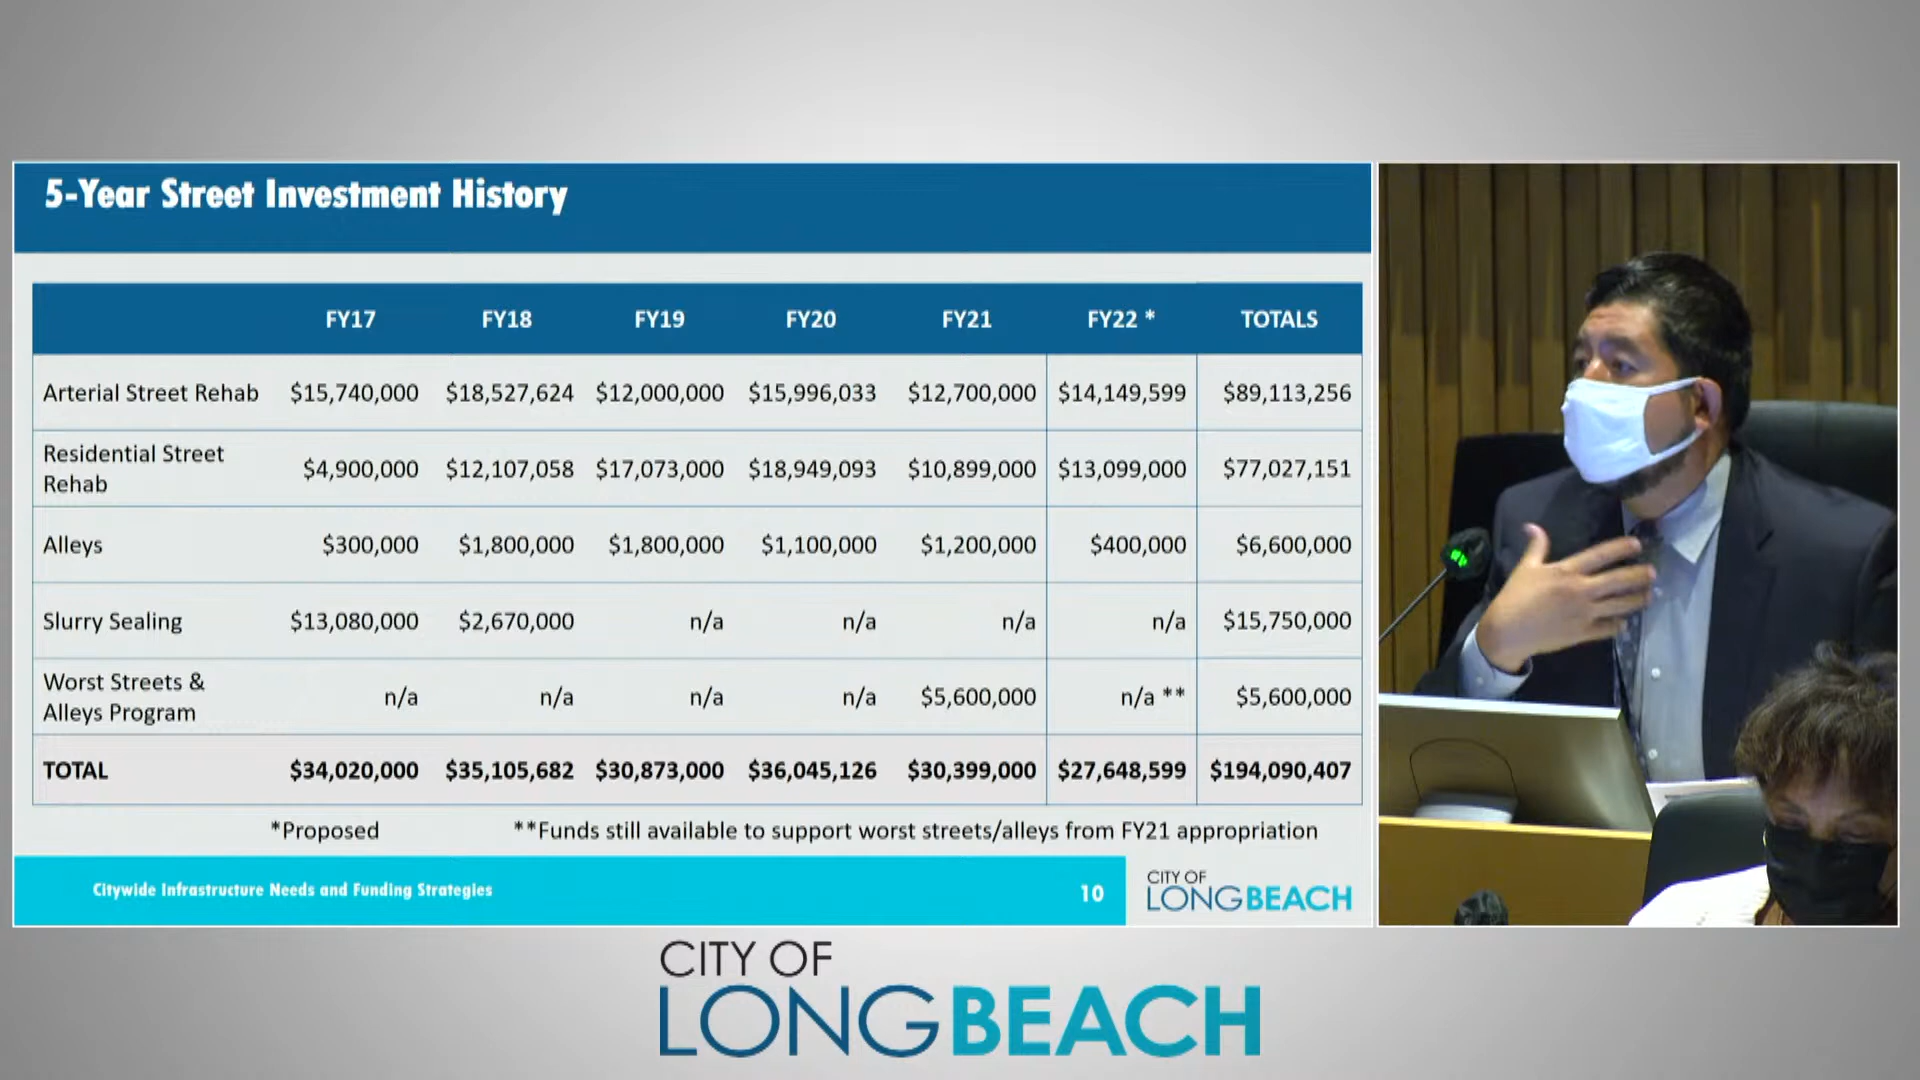 5-Year Street Investment History
FY17 FY18 FY19 FY20 FY21 FY22 * TOTALS
Arterial Street Rehab $15,740,000 $18,527,624 $12,000,000 $15,996,033 $12,700,000 $14,149,599 $89,113,256
Residential Street
Rehab $4,900,000 $12,107,058 $17,073,000 $18,949,093 $10,899,000 $13,099,000 $77,027,151
Alleys $300,000 $1,800,000 $1,800,000 $1,100,000 $1,200,000 $400,000 $6,600,000
Slurry Sealing $13,080,000 $2,670,000 n/a n/a n/a n/a $15,750,000
Worst Streets &
Alleys Program n/a n/a n/a n/a $5,600,000 n/a ** $5,600,000
TOTAL $34,020,000 $35,105,682 $30,873,000 $36,045,126 $30,399,000 $27,648,599 $194,090,407
*Proposed **Funds still available to support worst streets/alleys from FY21 appropriation
Citywide Infrastructure Needs and Funding Strategies 10
CITY OF
LONGBEACH
CITY OF
LONGBEACH